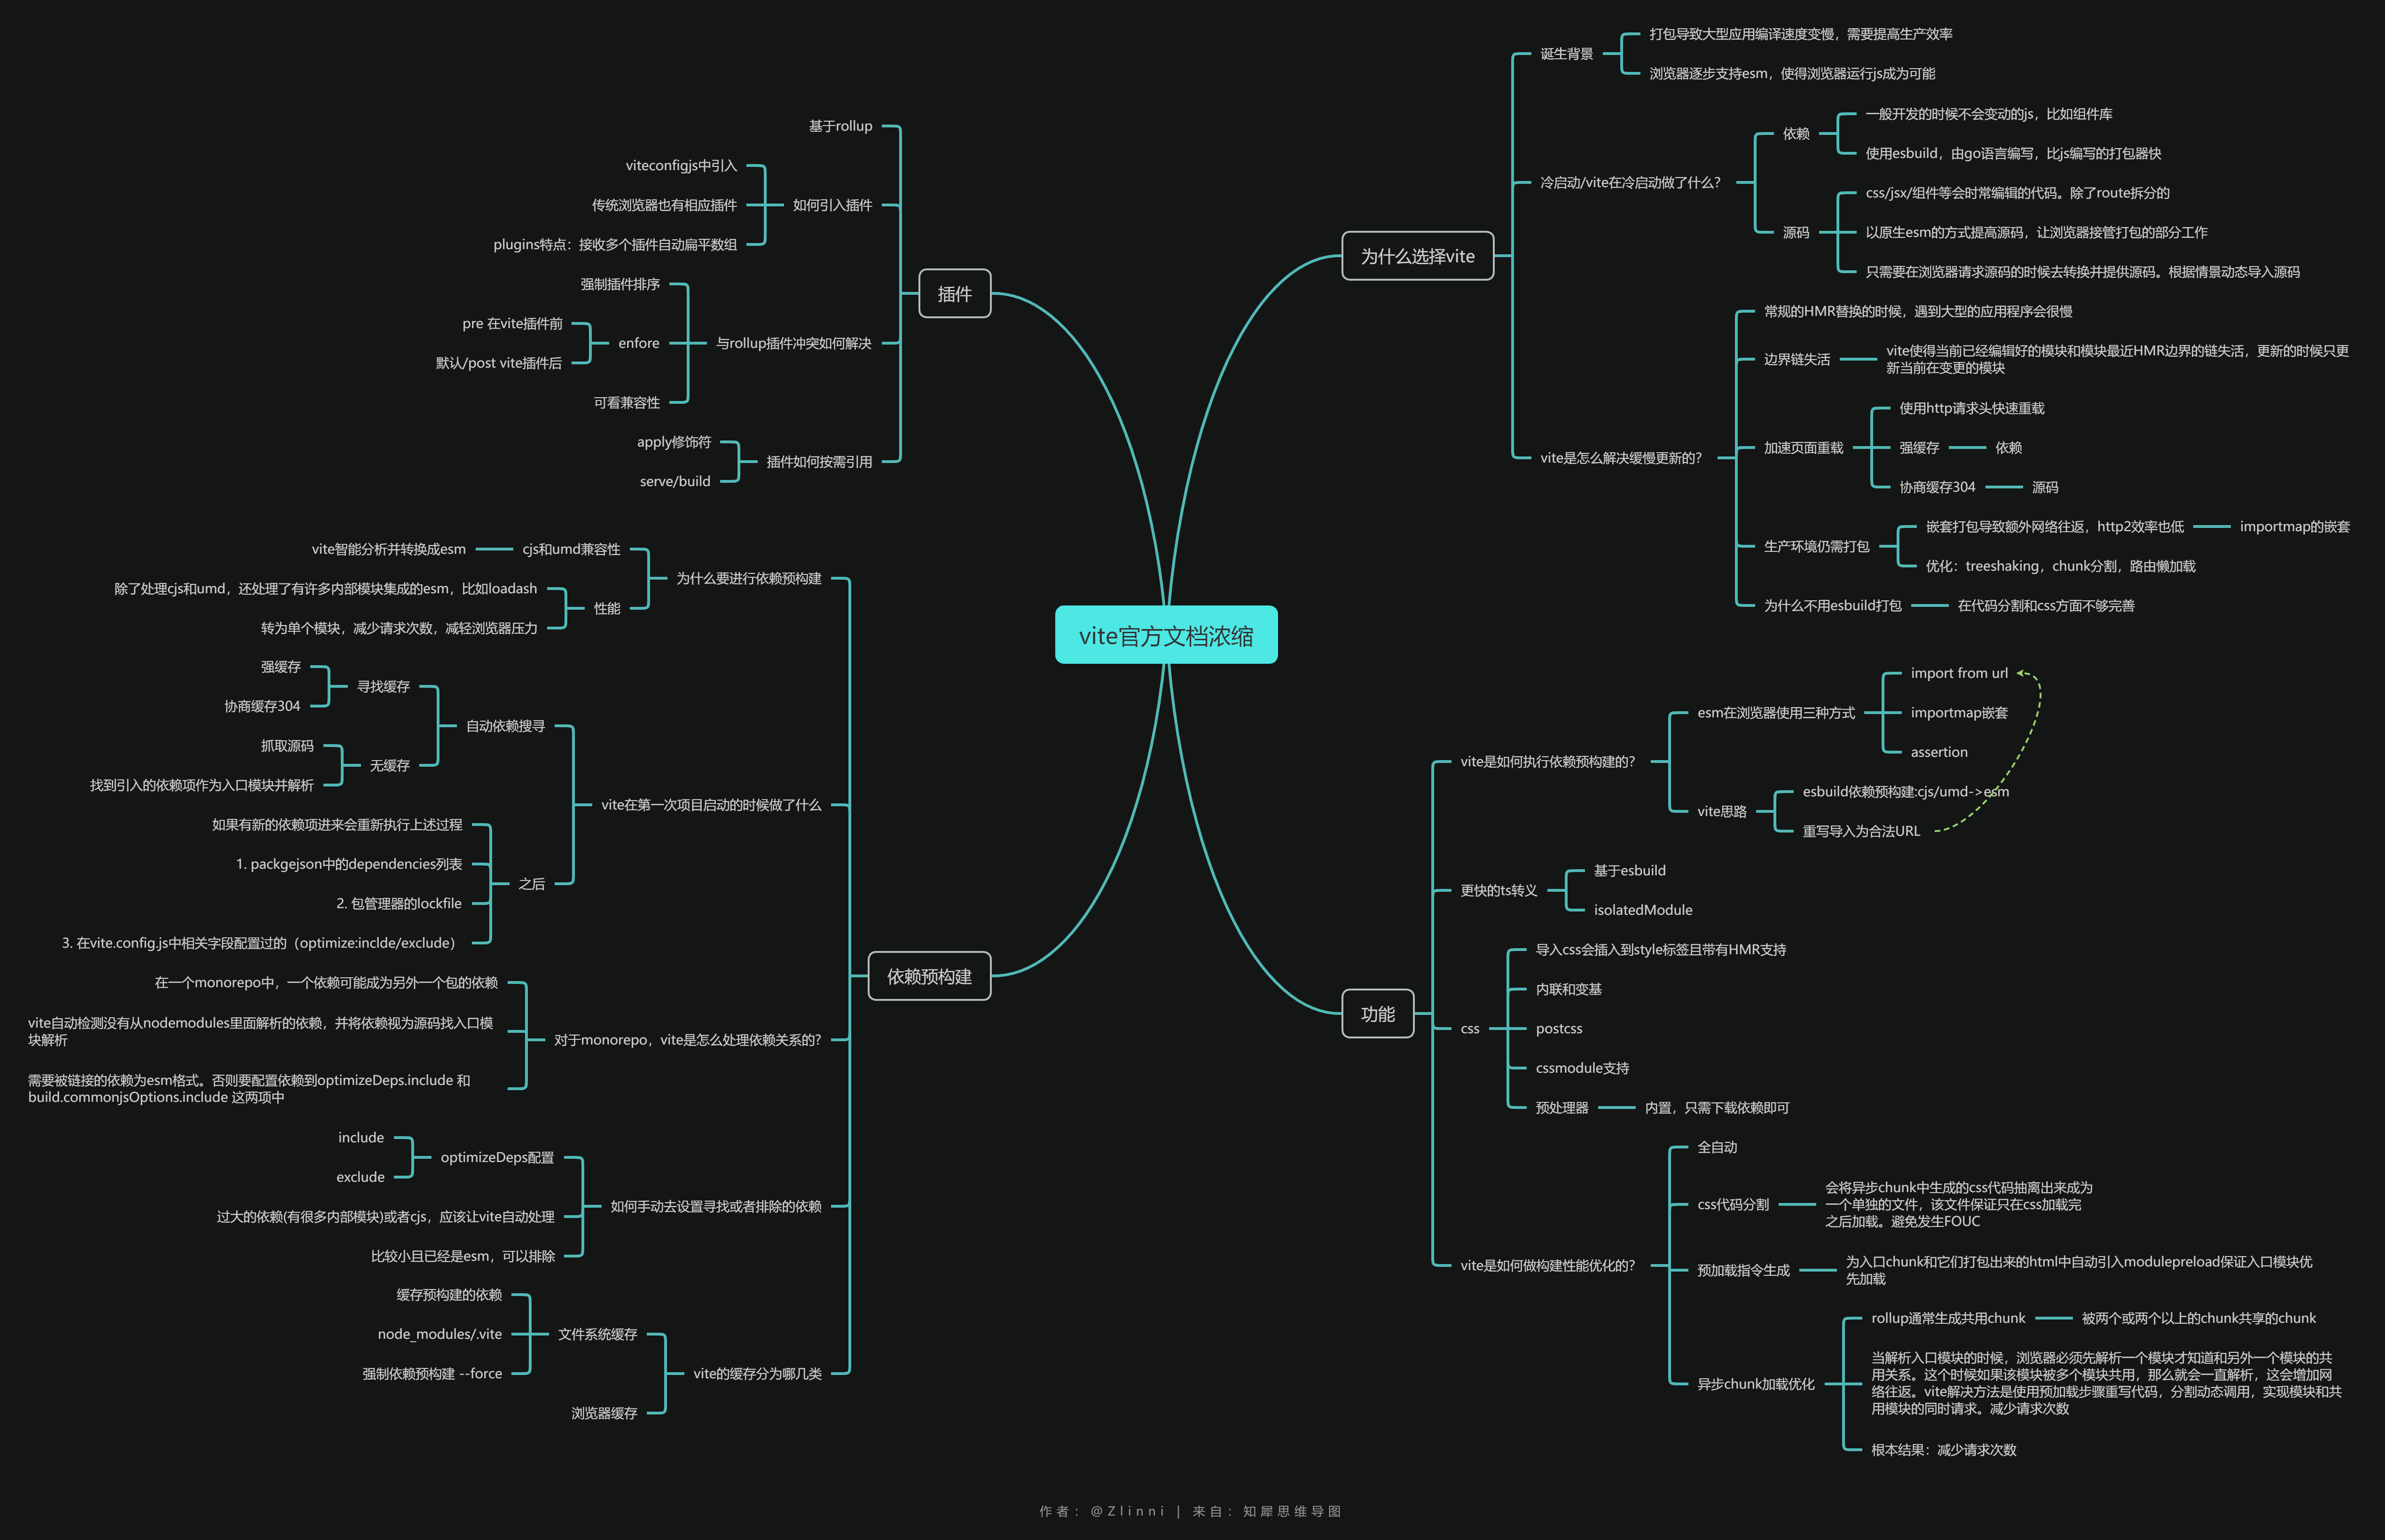 vite官方文档浓缩
为什么选择vite
诞生背景
打包导致大型应用编译速度变慢，需要提高生产效率
浏览器逐步支持esm，使得浏览器运行js成为可能
冷启动/vite在冷启动做了什么？
依赖
一般开发的时候不会变动的js，比如组件库
使用esbuild，由go语言编写，比js编写的打包器快
源码
css/jsx/组件等会时常编辑的代码。除了route拆分的
以原生esm的方式提高源码，让浏览器接管打包的部分工作
只需要在浏览器请求源码的时候去转换并提供源码。根据情景动态导入源码
vite是怎么解决缓慢更新的？
常规的HMR替换的时候，遇到大型的应用程序会很慢
边界链失活
vite使得当前已经编辑好的模块和模块最近HMR边界的链失活，更新的时候只更
新当前在变更的模块
加速页面重载
使用http请求头快速重载
强缓存
依赖
协商缓存304
源码
生产环境仍需打包
嵌套打包导致额外网络往返，http2效率也低
importmap的嵌套
优化：treeshaking，chunk分割，路由懒加载
为什么不用esbuild打包
在代码分割和css方面不够完善
功能
vite是如何执行依赖预构建的？
esm在浏览器使用三种方式
import from url
importmap嵌套
assertion
vite思路
esbuild依赖预构建:cjs/umd->esm
重写导入为合法URL
更快的ts转义
基于esbuild
isolatedModule
css
导入css会插入到style标签且带有HMR支持
内联和变基
postcss
cssmodule支持
预处理器
内置，只需下载依赖即可
vite是如何做构建性能优化的？
全自动
css代码分割
会将异步chunk中生成的css代码抽离出来成为
一个单独的文件，该文件保证只在css加载完
之后加载。避免发生FOUC
预加载指令生成
为入口chunk和它们打包出来的html中自动引入modulepreload保证入口模块优
先加载
异步chunk加载优化
rollup通常生成共用chunk
被两个或两个以上的chunk共享的chunk
当解析入口模块的时候，浏览器必须先解析一个模块才知道和另外一个模块的共
用关系。这个时候如果该模块被多个模块共用，那么就会一直解析，这会增加网
络往返。vite解决方法是使用预加载步骤重写代码，分割动态调用，实现模块和共
用模块的同时请求。减少请求次数
根本结果：减少请求次数
插件
基于rollup
如何引入插件
viteconfigjs中引入
传统浏览器也有相应插件
plugins特点：接收多个插件自动扁平数组
与rollup插件冲突如何解决
强制插件排序
enfore
pre 在vite插件前
默认/post vite插件后
可看兼容性
插件如何按需引用
apply修饰符
serve/build
依赖预构建
为什么要进行依赖预构建
cjs和umd兼容性
vite智能分析并转换成esm
性能
除了处理cjs和umd，还处理了有许多内部模块集成的esm，比如loadash
转为单个模块，减少请求次数，减轻浏览器压力
vite在第一次项目启动的时候做了什么
自动依赖搜寻
寻找缓存
强缓存
协商缓存304
无缓存
抓取源码
找到引入的依赖项作为入口模块并解析
之后
如果有新的依赖项进来会重新执行上述过程
1. packgejson中的dependencies列表
2. 包管理器的lockfile
3. 在vite.config.js中相关字段配置过的（optimize:inclde/exclude）
对于monorepo，vite是怎么处理依赖关系的？
在一个monorepo中，一个依赖可能成为另外一个包的依赖
vite自动检测没有从nodemodules里面解析的依赖，并将依赖视为源码找入口模
块解析
需要被链接的依赖为esm格式。否则要配置依赖到optimizeDeps.include 和
build.commonjsOptions.include 这两项中
如何手动去设置寻找或者排除的依赖
optimizeDeps配置
include
exclude
过大的依赖(有很多内部模块)或者cjs，应该让vite自动处理
比较小且已经是esm，可以排除
vite的缓存分为哪几类
文件系统缓存
缓存预构建的依赖
node_modules/.vite
强制依赖预构建 --force
浏览器缓存
作者：@Zlinni | 来自：知犀思维导图